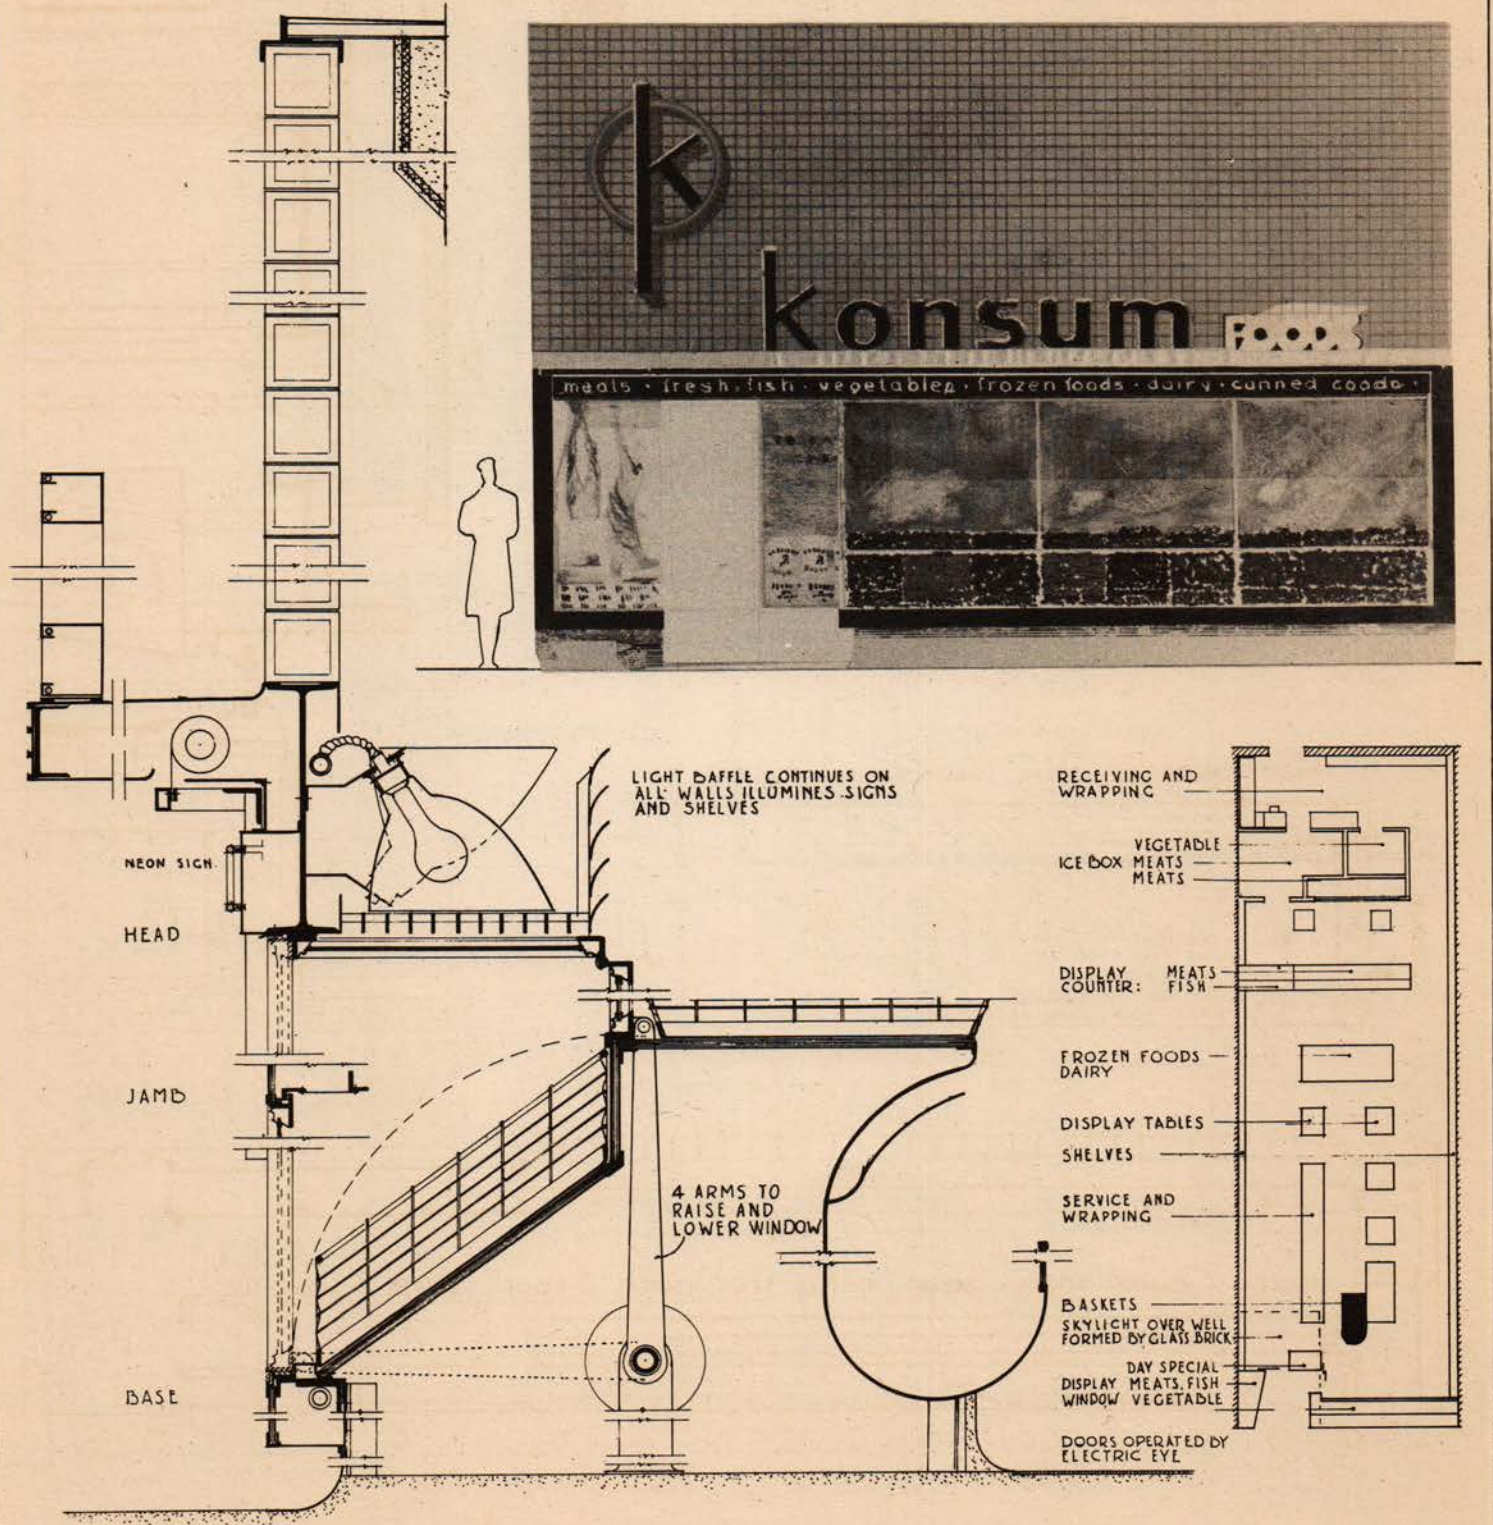 k
konsum
FOODS
meats · fresh.fish · vegetables · frozen foods · dairy · canned goods ·
LIGHT BAFFLE CONTINUES ON
ALL WALLS ILLUMINES SIGNS
AND SHELVES
NEON SIGN
HEAD
JAMB
4 ARMS TO
RAISE AND
LOWER WINDOW
BASE
RECEIVING AND
WRAPPING
VEGETABLE
ICE BOX MEATS
MEATS
DISPLAY MEATS
COUNTER: FISH
FROZEN FOODS
DAIRY
DISPLAY TABLES
SHELVES
SERVICE AND
WRAPPING
BASKETS
SKYLIGHT OVER WELL
FORMED BY GLASS BRICK
DAY SPECIAL
DISPLAY MEATS, FISH
WINDOW VEGETABLE
DOORS OPERATED BY
ELECTRIC EYE